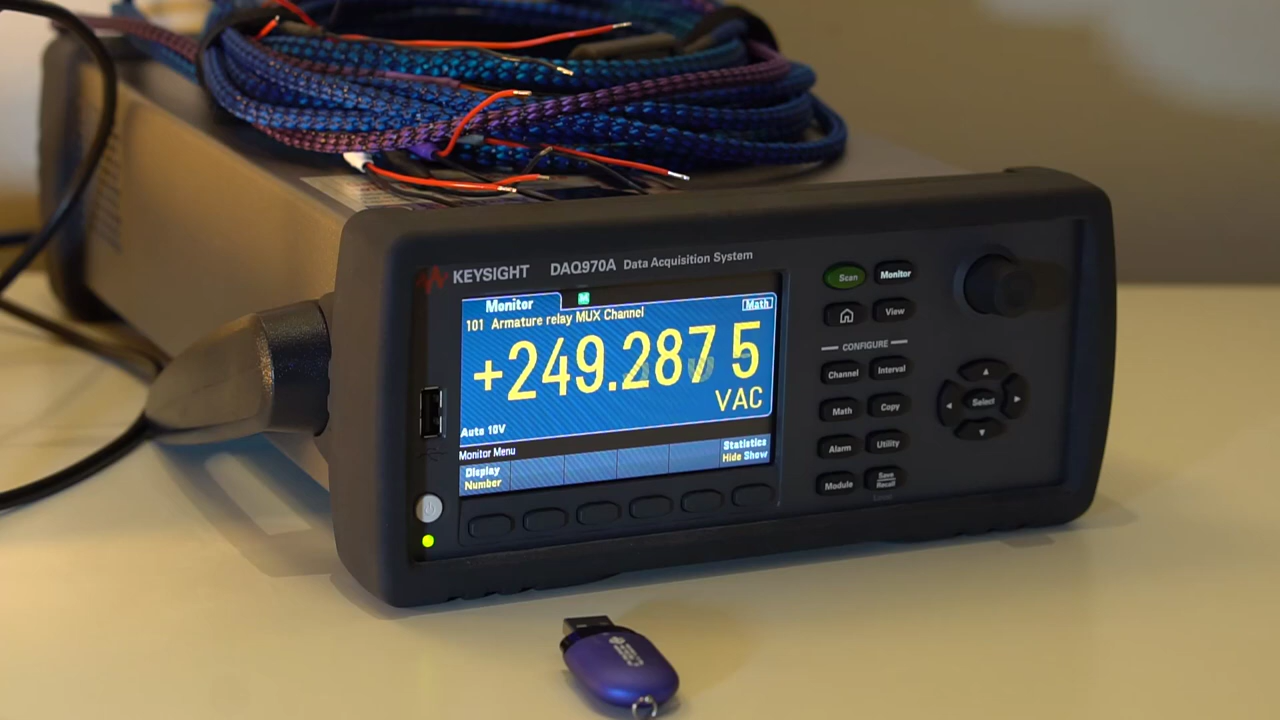 KEYSIGHT DAQ970A Data Acquisition System
Monitor M Math
101 Armature relay MUX Channel
+249.287 5
VAC
Auto 10V
Monitor Menu
Display
Number
Statistics
Hide Show
Scan Monitor
View
CONFIGURE
Channel Interval
Math Copy
Alarm Utility
Module Save
Recall
Local
Select